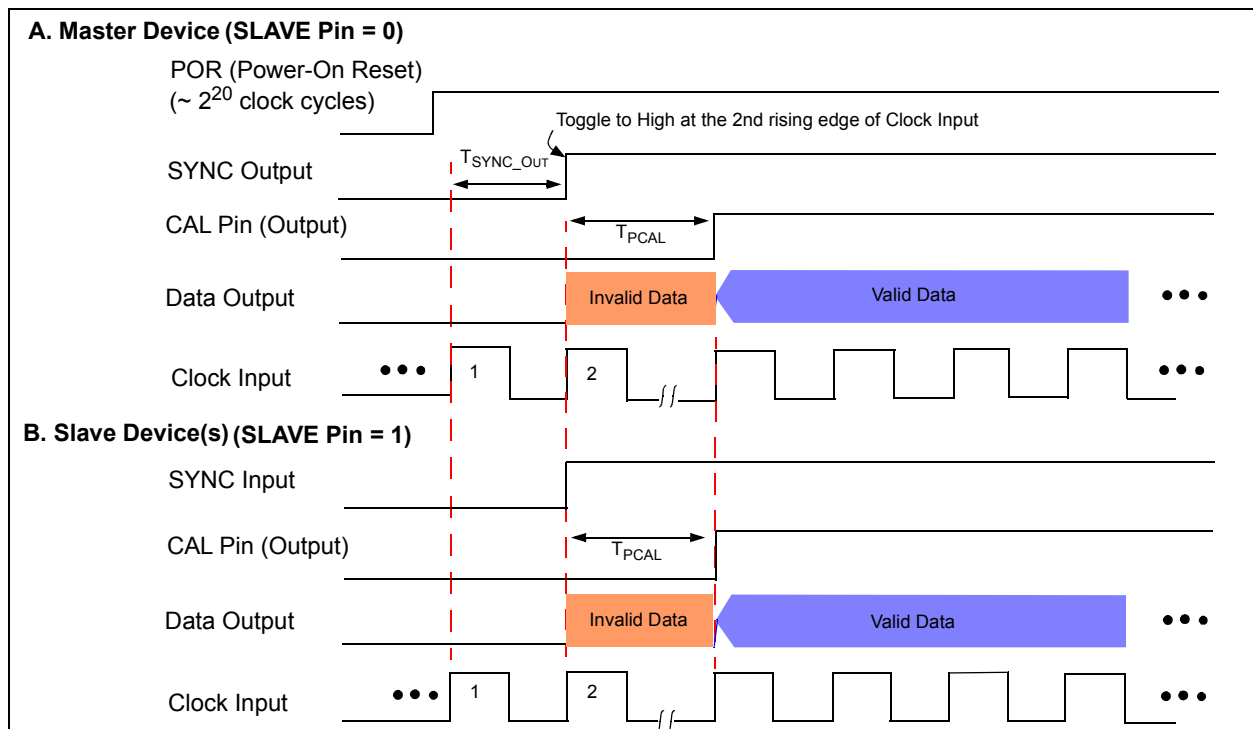 A. Master Device (SLAVE Pin = 0)
POR (Power-On Reset)
(~ 2^20 clock cycles)
Toggle to High at the 2nd rising edge of Clock Input
TSYNC_OUT
SYNC Output
CAL Pin (Output)
TPCAL
Data Output
Invalid Data
Valid Data
•••
Clock Input
•••
1
2
•••
B. Slave Device(s) (SLAVE Pin = 1)
SYNC Input
CAL Pin (Output)
TPCAL
Data Output
Invalid Data
Valid Data
•••
Clock Input
•••
1
2
•••